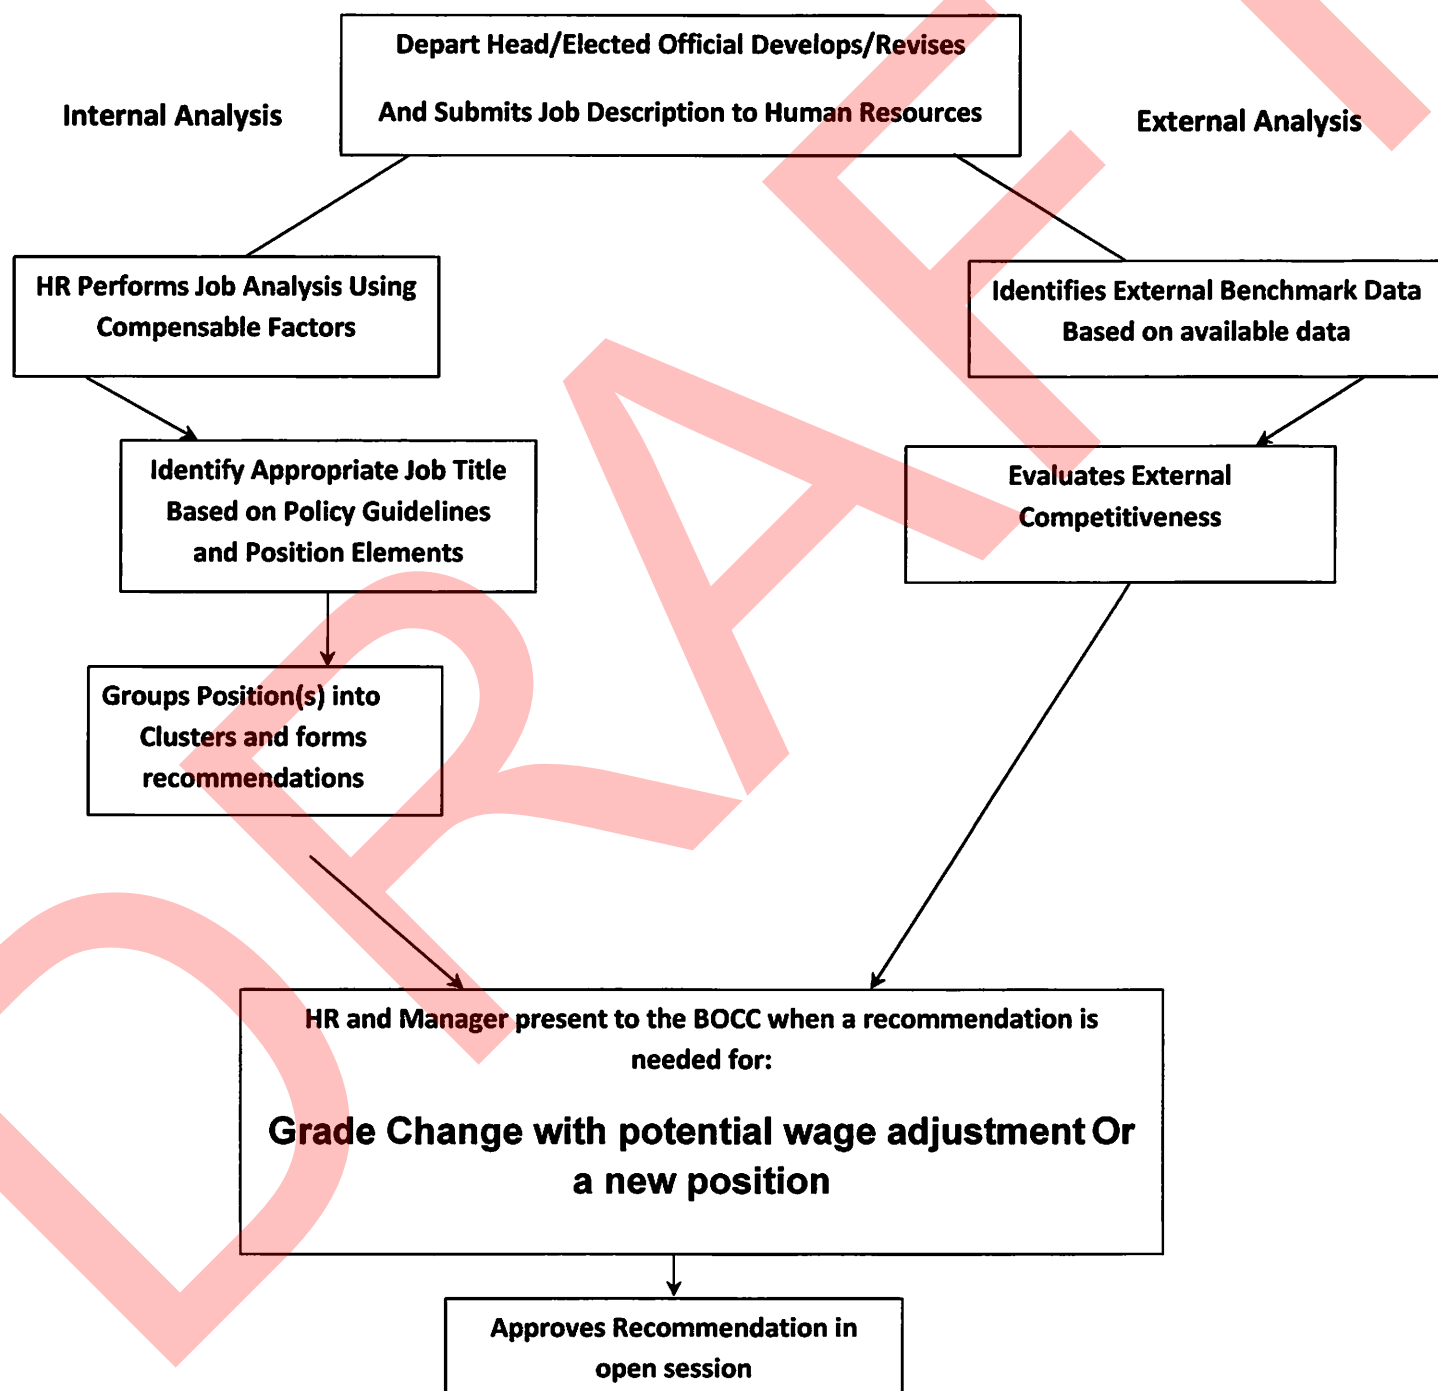 Depart Head/Elected Official Develops/Revises
And Submits Job Description to Human Resources
Internal Analysis
External Analysis
HR Performs Job Analysis Using
Compensable Factors
Identifies External Benchmark Data
Based on available data
Identify Appropriate Job Title
Based on Policy Guidelines
and Position Elements
Evaluates External
Competitiveness
Groups Position(s) into
Clusters and forms
recommendations
HR and Manager present to the BOCC when a recommendation is
needed for:
Grade Change with potential wage adjustment Or
a new position
Approves Recommendation in
open session
DRAFT